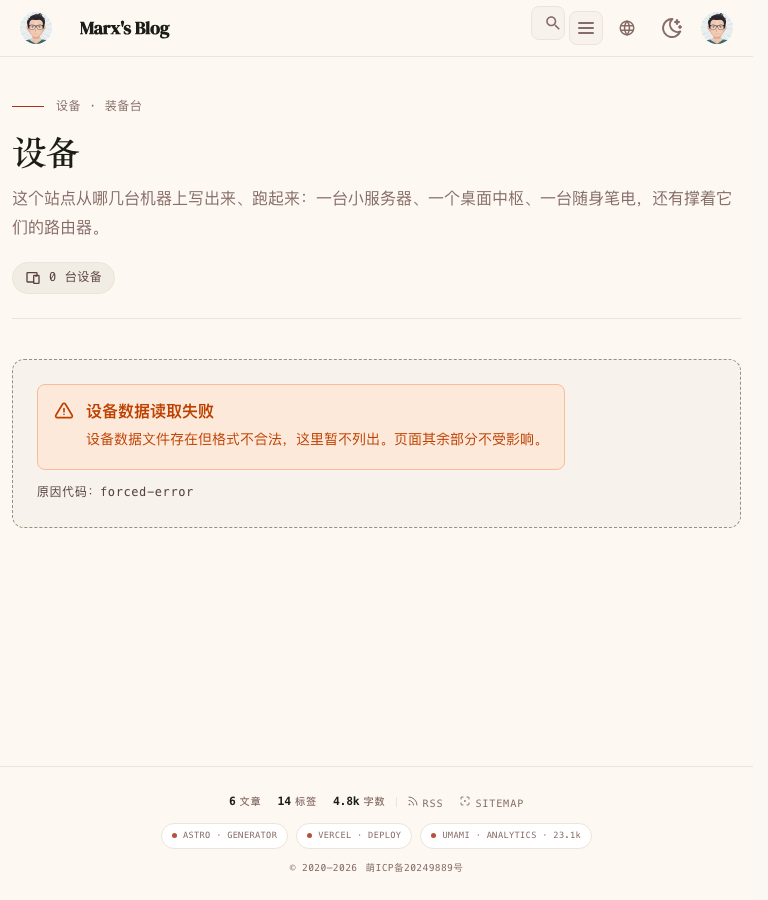 Marx's Blog
设备 · 装备台
设备
这个站点从哪几台机器上写出来、跑起来：一台小服务器、一个桌面中枢、一台随身笔电，还有撑着它
们的路由器。
0 台设备
设备数据读取失败
设备数据文件存在但格式不合法，这里暂不列出。页面其余部分不受影响。
原因代码：forced-error
6 文章 14 标签 4.8k 字数 RSS SITEMAP
ASTRO · GENERATOR VERCEL · DEPLOY UMAMI · ANALYTICS · 23.1k
© 2020–2026 萌ICP备20249889号